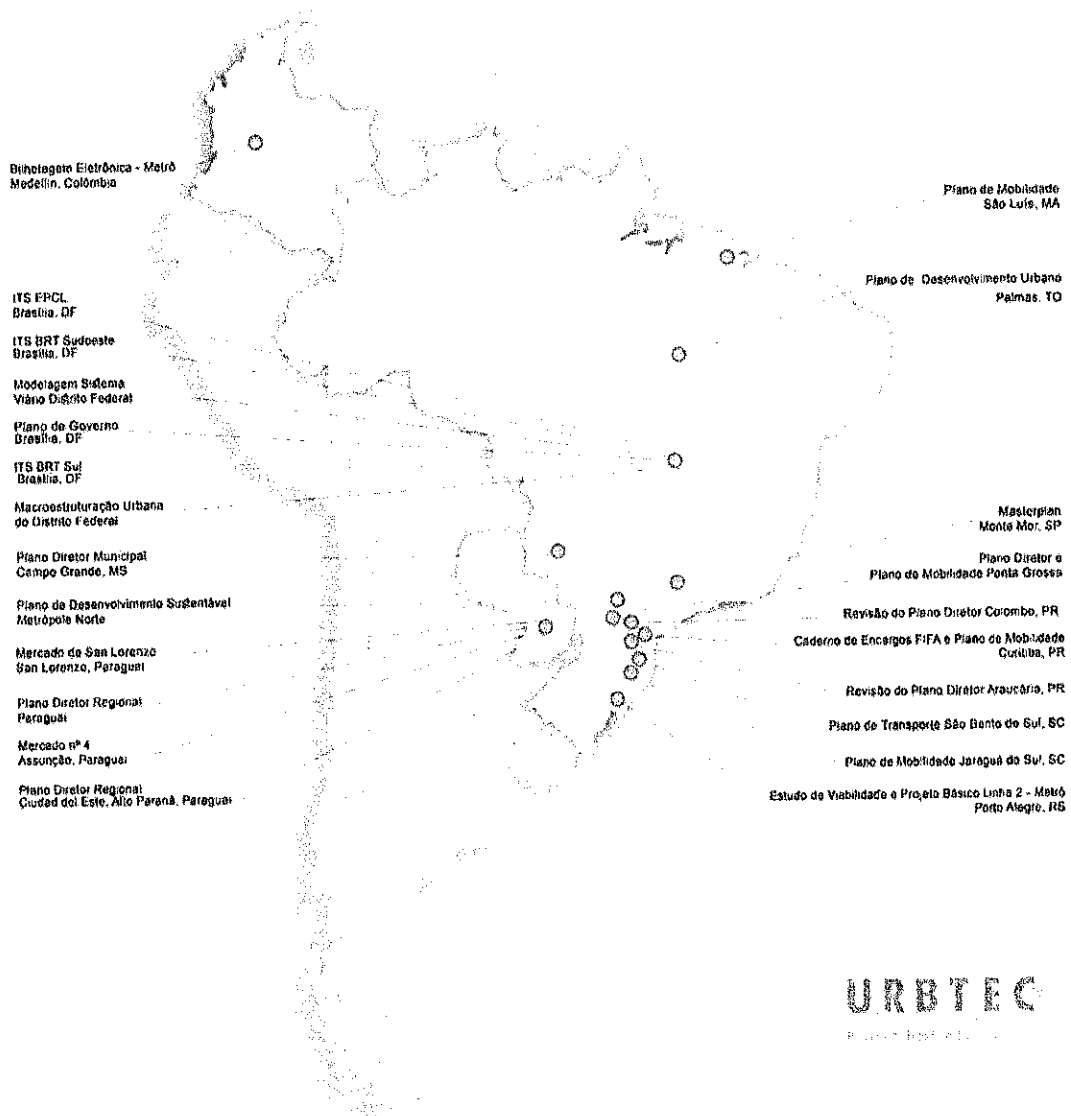 Bilhetagem Eletrônica - Metrô
Medellin, Colômbia
ITS EPCL
Brasília, DF
ITS BRT Sudoeste
Brasília, DF
Modelagem Sistema
Viário Distrito Federal
Plano de Governo
Brasília, DF
ITS BRT Sul
Brasília, DF
Macroestruturação Urbana
do Distrito Federal
Plano Diretor Municipal
Campo Grande, MS
Plano de Desenvolvimento Sustentável
Metrópole Norte
Mercado de San Lorenzo
San Lorenzo, Paraguai
Plano Diretor Regional
Paraguai
Mercado nº 4
Assunção, Paraguai
Plano Diretor Regional
Ciudad del Este, Alto Paraná, Paraguai
Plano de Mobilidade
São Luís, MA
Plano de Desenvolvimento Urbano
Palmas, TO
Masterplan
Monte Mor, SP
Plano Diretor e
Plano de Mobilidade Ponta Grossa
Revisão do Plano Diretor Colombo, PR
Caderno de Encargos FIFA e Plano de Mobilidade
Curitiba, PR
Revisão do Plano Diretor Araucária, PR
Plano de Transporte São Bento do Sul, SC
Plano de Mobilidade Jaraguá do Sul, SC
Estudo de Viabilidade e Projeto Básico Linha 2 - Metrô
Porto Alegre, RS
URBTEC